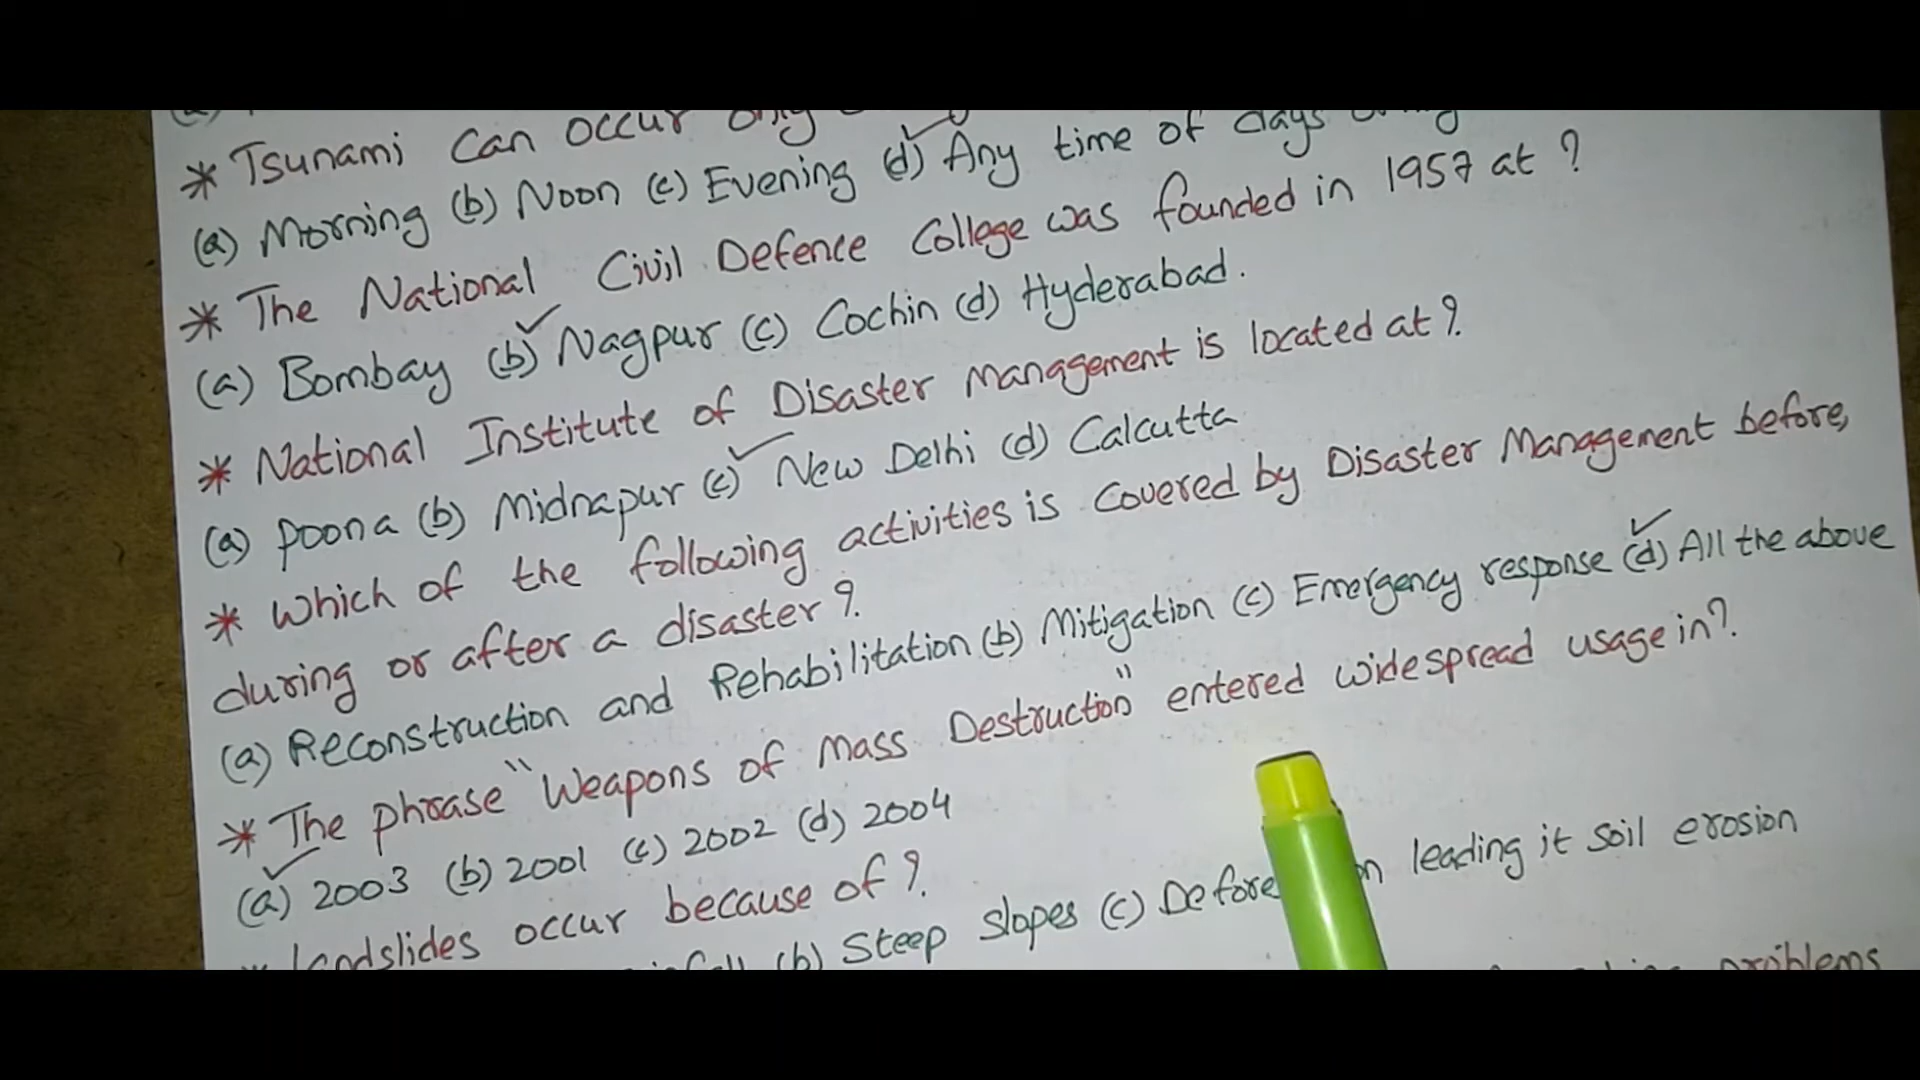 * Tsunami can occur only
(a) Morning (b) Noon (c) Evening (d) Any time of days
* The National Civil Defence College was founded in 1957 at ?
(a) Bombay (b) Nagpur (c) Cochin (d) Hyderabad.
* National Institute of Disaster Management is located at ?
(a) Poona (b) Midnapur (c) New Delhi (d) Calcutta
* Which of the following activities is covered by Disaster Management before,
during or after a disaster ?
(a) Reconstruction and Rehabilitation (b) Mitigation (c) Emergency response (d) All the above
* The phrase "Weapons of Mass Destruction" entered widespread usage in?
(a) 2003 (b) 2001 (c) 2002 (d) 2004
* Landslides occur because of ?
(b) Steep slopes (c) leading it soil erosion
problems